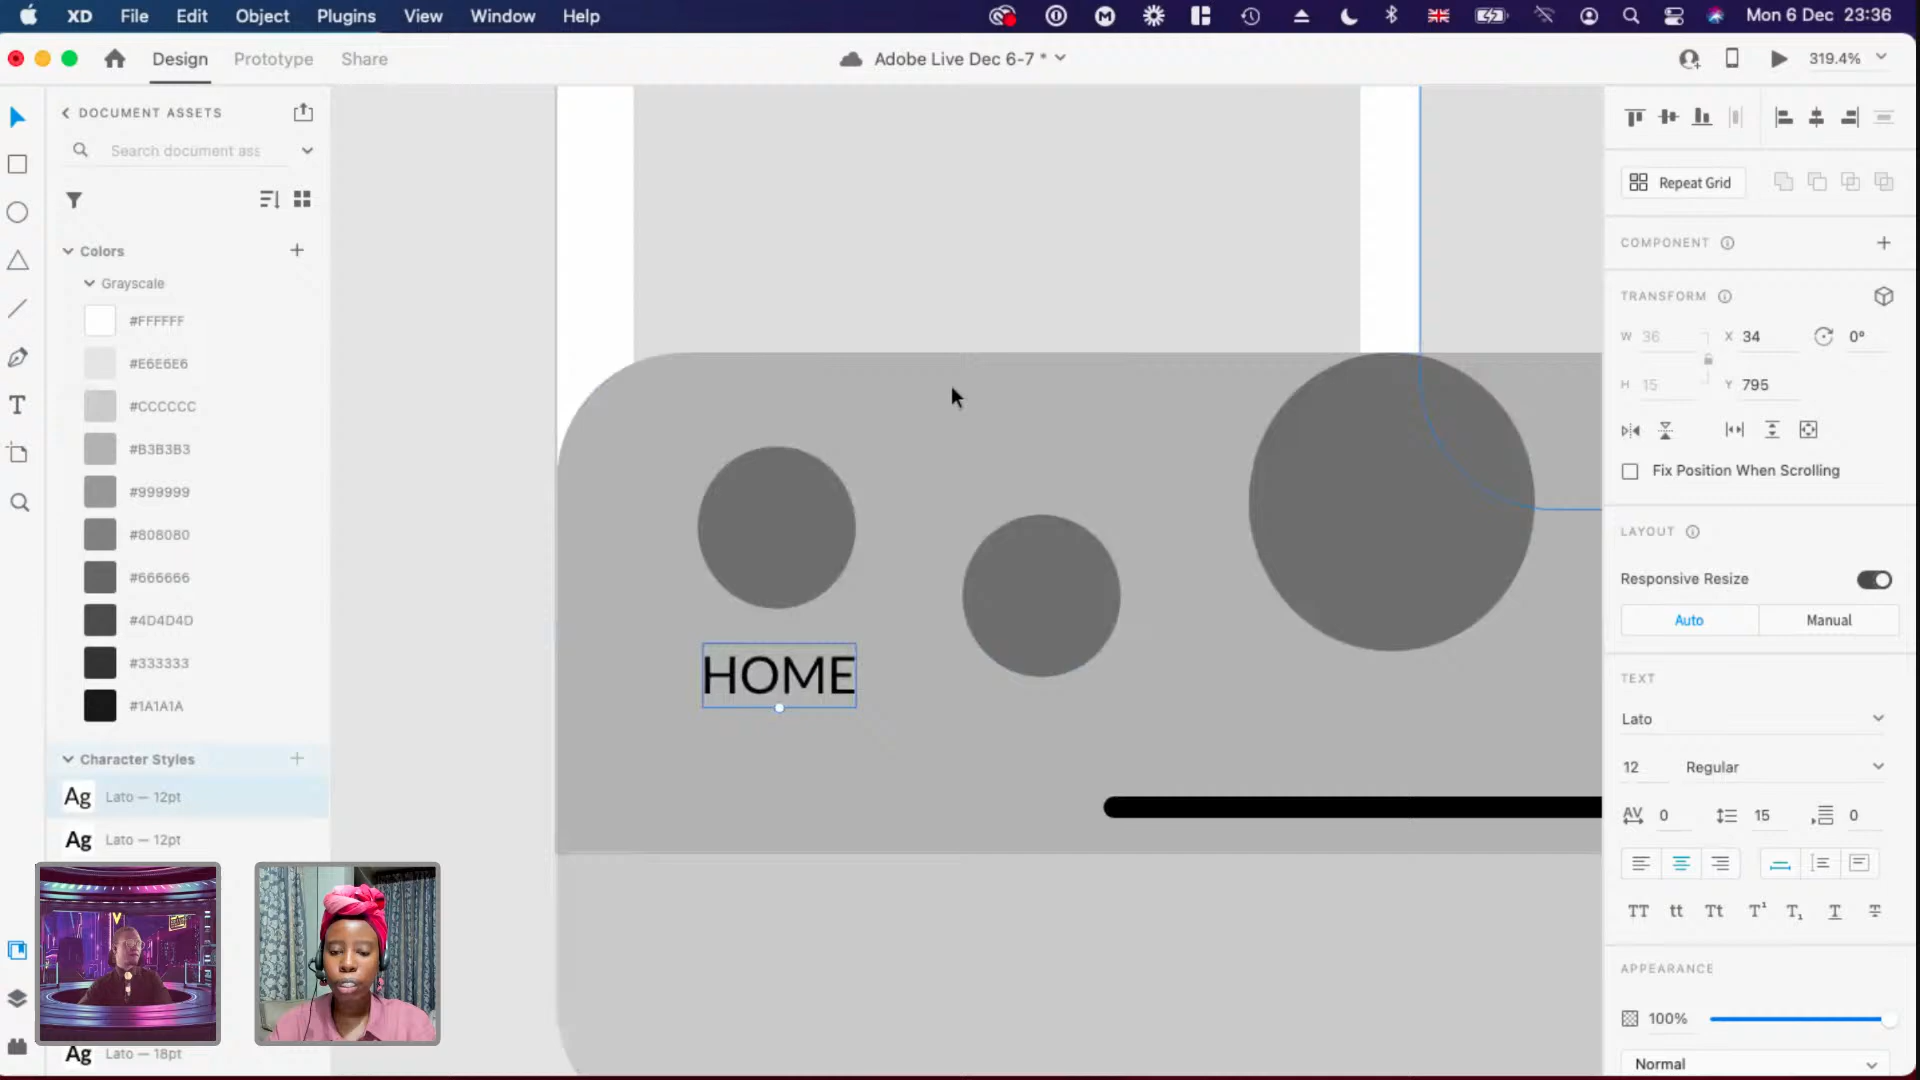 XD File Edit Object Plugins View Window Help
Mon 6 Dec 23:36
Design Prototype Share
Adobe Live Dec 6-7 *
319.4%
DOCUMENT ASSETS
Search document ass
Colors
Grayscale
#FFFFFF
#E6E6E6
#CCCCCC
#B3B3B3
#999999
#808080
#666666
#4D4D4D
#333333
#1A1A1A
Character Styles
Ag Lato — 12pt
Ag Lato — 12pt
Ag Lato — 18pt
HOME
Repeat Grid
COMPONENT
TRANSFORM
W 36 X 34 0°
H 15 Y 795
Fix Position When Scrolling
LAYOUT
Responsive Resize
Auto Manual
TEXT
Lato
12 Regular
AV 0 15 0
TT tt Tt T¹ T₁ T T
APPEARANCE
100%
Normal